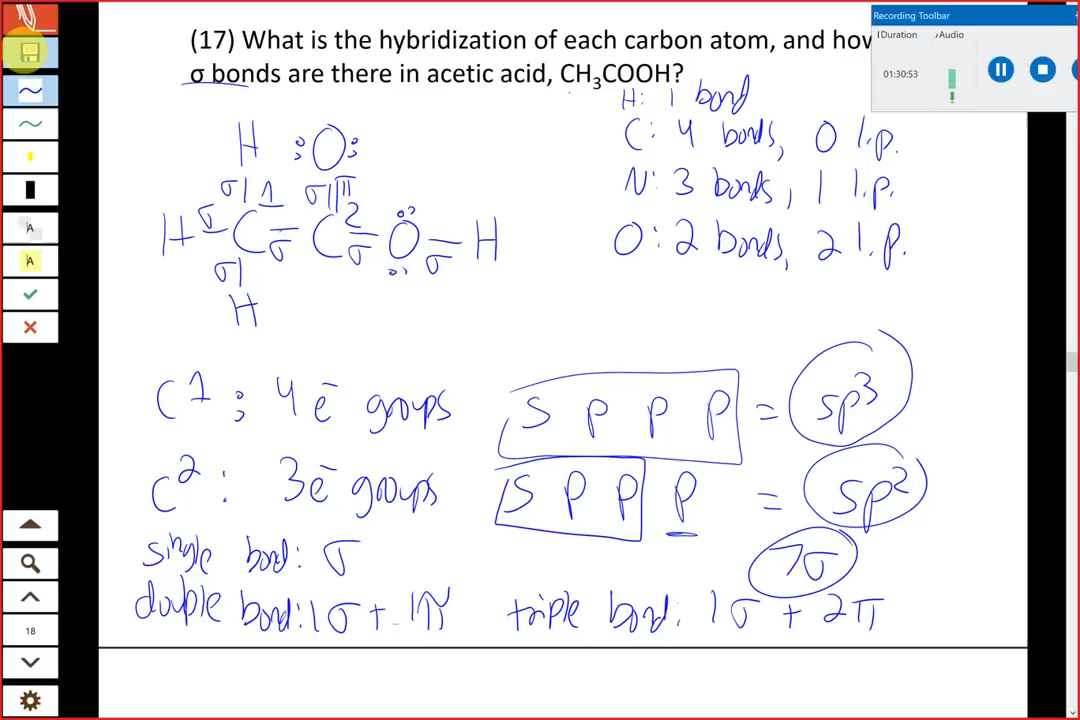 Recording Toolbar
Duration
Audio
01:30:53
(17) What is the hybridization of each carbon atom, and how
σ bonds are there in acetic acid, CH₃COOH?
H: 1 bond
C: 4 bonds, 0 l.p.
N: 3 bonds, 1 l.p.
O: 2 bonds, 2 l.p.
H :O:
σ 1 σ π
H σ C σ C 2 σ O σ H
σ
H
C¹: 4 e⁻ groups s p p p = sp³
C²: 3 e⁻ groups s p p p = sp²
single bond: σ 7σ
double bond: 1σ + 1π triple bond: 1σ + 2π
A
A
18